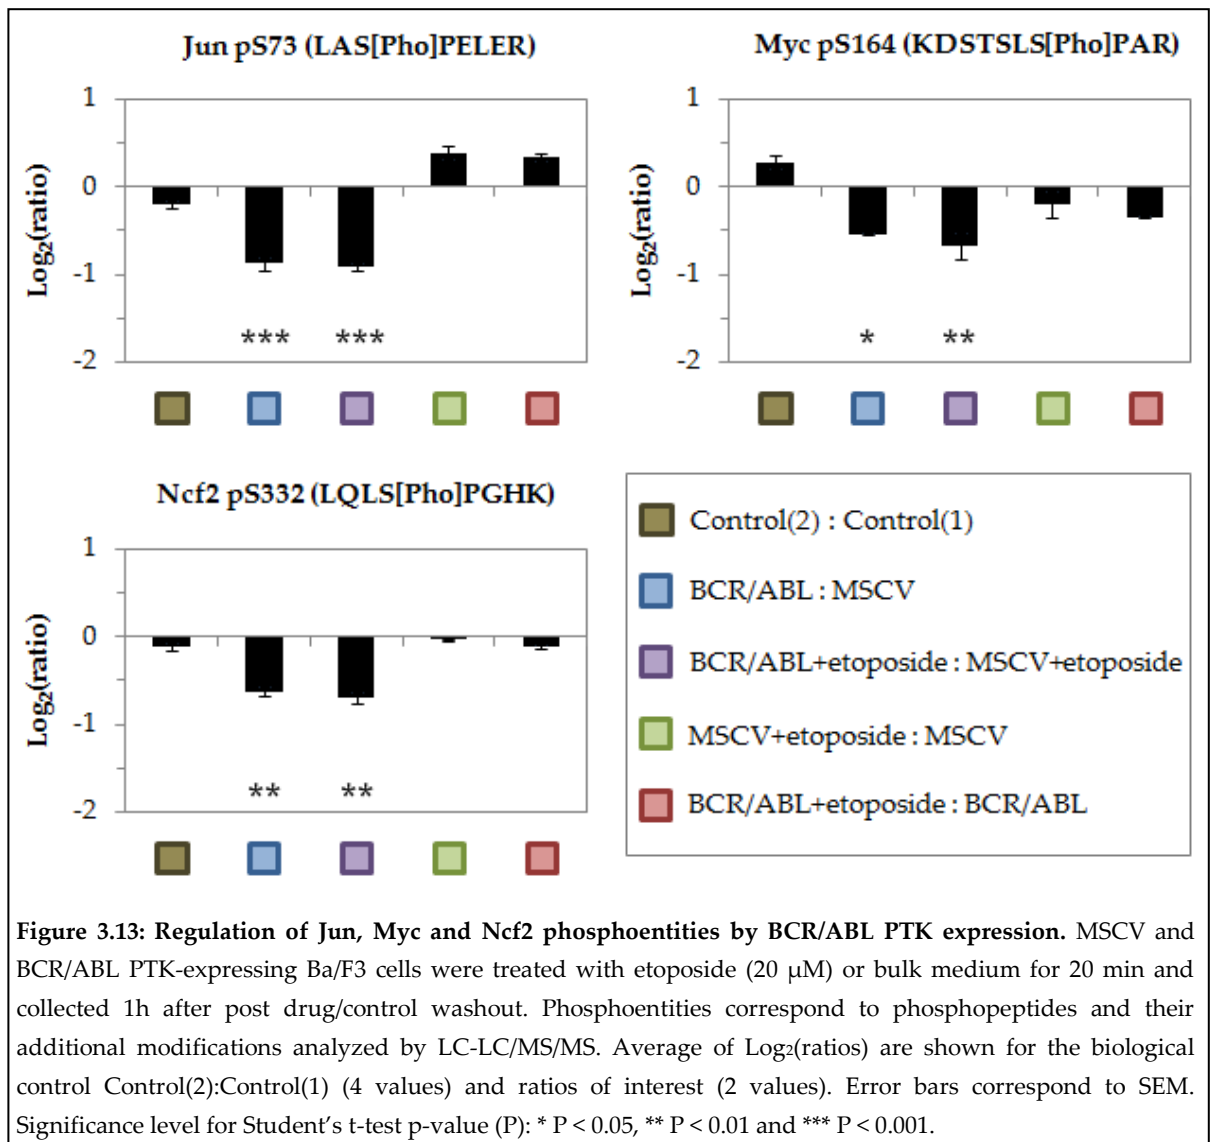 Jun pS73 (LAS[Pho]PELER)
1
0
-1
-2
Log₂(ratio)
*** ***
Myc pS164 (KDSTSLS[Pho]PAR)
1
0
-1
-2
Log₂(ratio)
* **
Ncf2 pS332 (LQLS[Pho]PGHK)
1
0
-1
-2
Log₂(ratio)
** **
Control(2) : Control(1)
BCR/ABL : MSCV
BCR/ABL+etoposide : MSCV+etoposide
MSCV+etoposide : MSCV
BCR/ABL+etoposide : BCR/ABL
Figure 3.13: Regulation of Jun, Myc and Ncf2 phosphoentities by BCR/ABL PTK expression. MSCV and
BCR/ABL PTK-expressing Ba/F3 cells were treated with etoposide (20 µM) or bulk medium for 20 min and
collected 1h after post drug/control washout. Phosphoentities correspond to phosphopeptides and their
additional modifications analyzed by LC-LC/MS/MS. Average of Log₂(ratios) are shown for the biological
control Control(2):Control(1) (4 values) and ratios of interest (2 values). Error bars correspond to SEM.
Significance level for Student’s t-test p-value (P): * P < 0.05, ** P < 0.01 and *** P < 0.001.